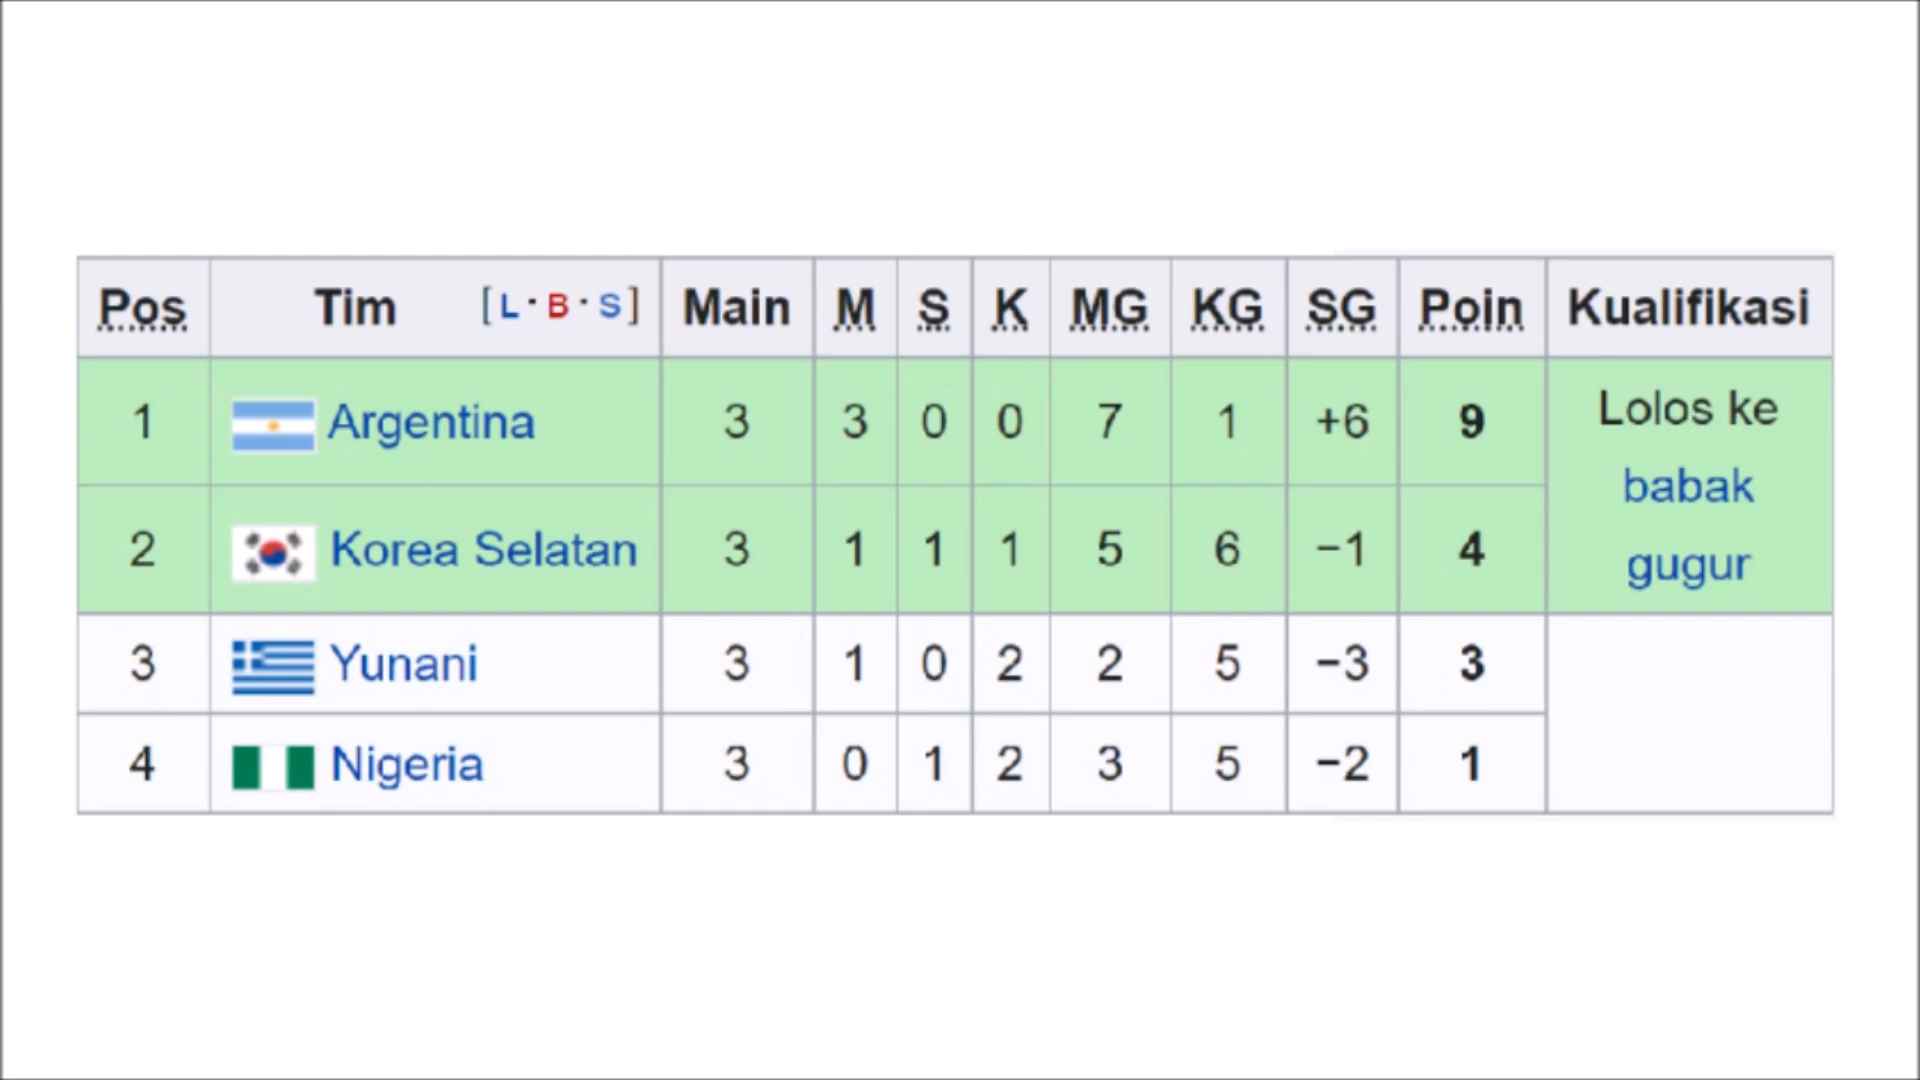 Pos Tim [L · B · S] Main M S K MG KG SG Poin Kualifikasi
1 Argentina 3 3 0 0 7 1 +6 9 Lolos ke
babak
2 Korea Selatan 3 1 1 1 5 6 −1 4 gugur
3 Yunani 3 1 0 2 2 5 −3 3
4 Nigeria 3 0 1 2 3 5 −2 1